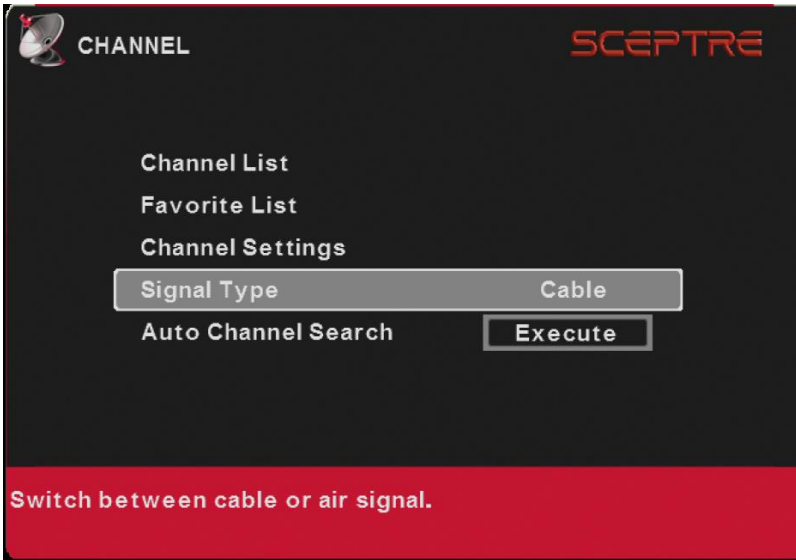 CHANNEL
SCEPTRE
Channel List
Favorite List
Channel Settings
Signal Type Cable
Auto Channel Search Execute
Switch between cable or air signal.